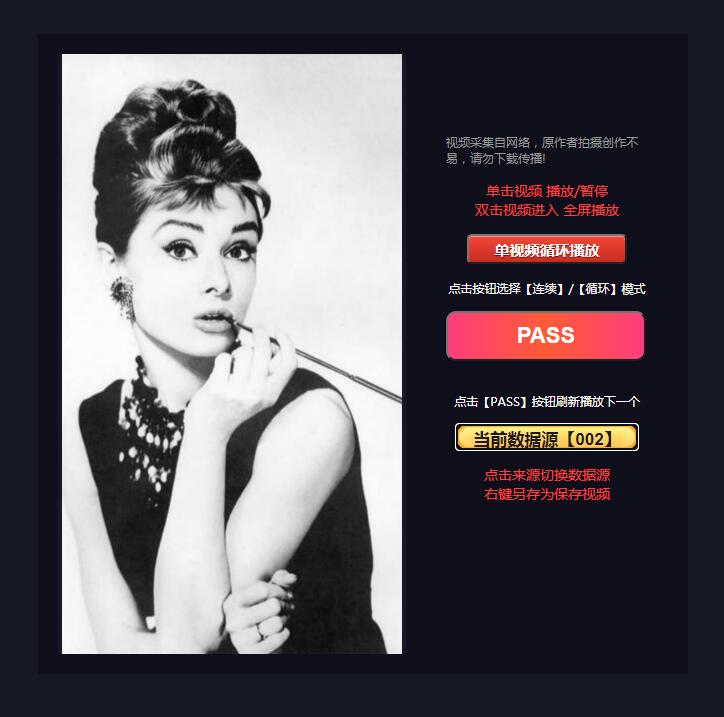 视频采集自网络，原作者拍摄创作不
易，请勿下载传播!
单击视频 播放/暂停
双击视频进入 全屏播放
单视频循环播放
点击按钮选择【连续】/【循环】模式
PASS
点击【PASS】按钮刷新播放下一个
当前数据源【002】
点击来源切换数据源
右键另存为保存视频